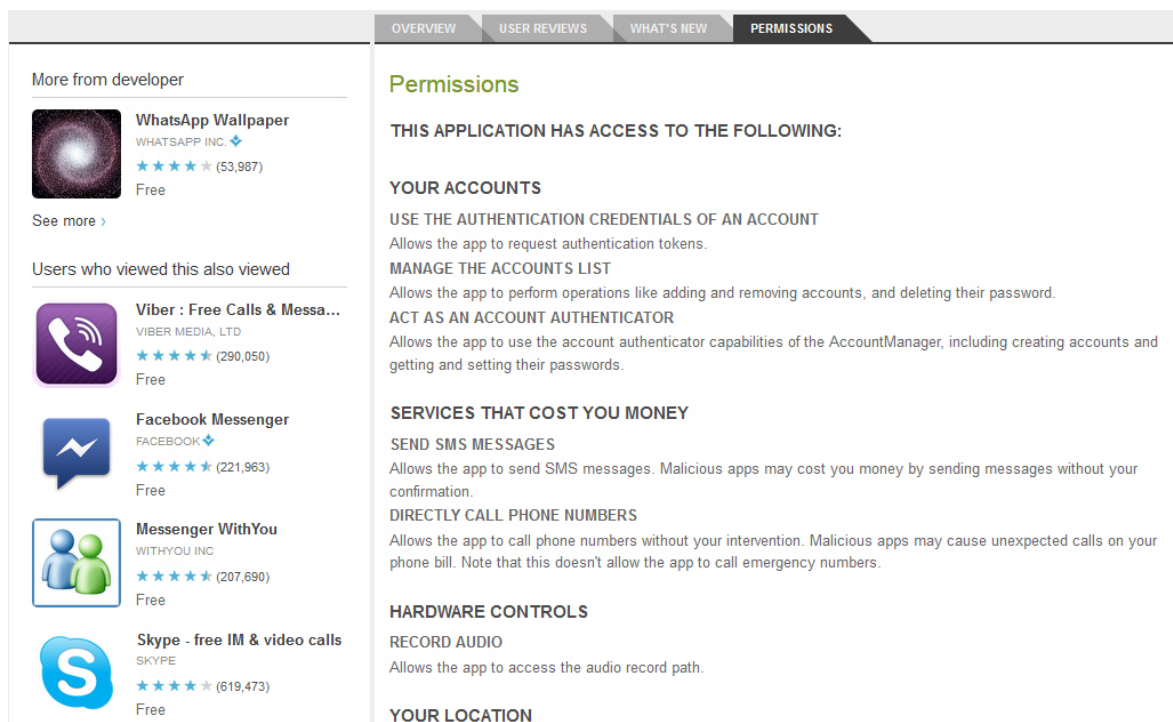 OVERVIEW
USER REVIEWS
WHAT'S NEW
PERMISSIONS
More from developer
WhatsApp Wallpaper
WHATSAPP INC.
(53,987)
Free
See more ›
Users who viewed this also viewed
Viber : Free Calls & Messa...
VIBER MEDIA, LTD
(290,050)
Free
Facebook Messenger
FACEBOOK
(221,963)
Free
Messenger WithYou
WITHYOU INC
(207,690)
Free
Skype - free IM & video calls
SKYPE
(619,473)
Free
Permissions
THIS APPLICATION HAS ACCESS TO THE FOLLOWING:
YOUR ACCOUNTS
USE THE AUTHENTICATION CREDENTIALS OF AN ACCOUNT
Allows the app to request authentication tokens.
MANAGE THE ACCOUNTS LIST
Allows the app to perform operations like adding and removing accounts, and deleting their password.
ACT AS AN ACCOUNT AUTHENTICATOR
Allows the app to use the account authenticator capabilities of the AccountManager, including creating accounts and
getting and setting their passwords.
SERVICES THAT COST YOU MONEY
SEND SMS MESSAGES
Allows the app to send SMS messages. Malicious apps may cost you money by sending messages without your
confirmation.
DIRECTLY CALL PHONE NUMBERS
Allows the app to call phone numbers without your intervention. Malicious apps may cause unexpected calls on your
phone bill. Note that this doesn't allow the app to call emergency numbers.
HARDWARE CONTROLS
RECORD AUDIO
Allows the app to access the audio record path.
YOUR LOCATION